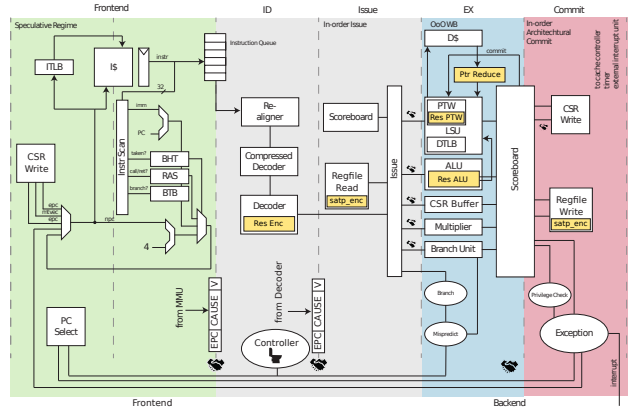 Frontend
ID
Issue
EX
Commit
Speculative Regime
In-order Issue
OoO WB
In-order
Architechtural
Commit
to cache controller
timer
external interrupt unit
ITLB
I$
instr
32
Instruction Queue
D$
commit
Ptr Reduce
PTW
Res PTW
LSU
DTLB
ALU
Res ALU
CSR Buffer
Multiplier
Branch Unit
Re-
aligner
Compressed
Decoder
Decoder
Res Enc
Scoreboard
Regfile
Read
satp_enc
Issue
Scoreboard
CSR
Write
Regfile
Write
satp_enc
Instr Scan
imm
PC
taken?
BHT
call/ret?
RAS
branch?
BTB
CSR
Write
epc
mtvec
epc
npc
4
PC
Select
from MMU
EPC CAUSE V
from Decoder
EPC CAUSE V
Controller
Branch
Mispredict
Privilege Check
Exception
interrupt
Frontend
Backend